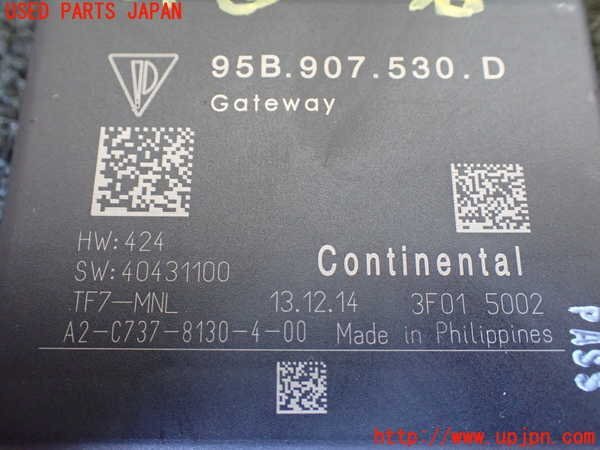 USED PARTS JAPAN
95B.907.530.D
Gateway
HW:424
SW:40431100
Continental
TF7-MNL 13.12.14 3F01 5002
A2-C737-8130-4-00 Made in Philippines
PASS
http://www.upjpn.com/